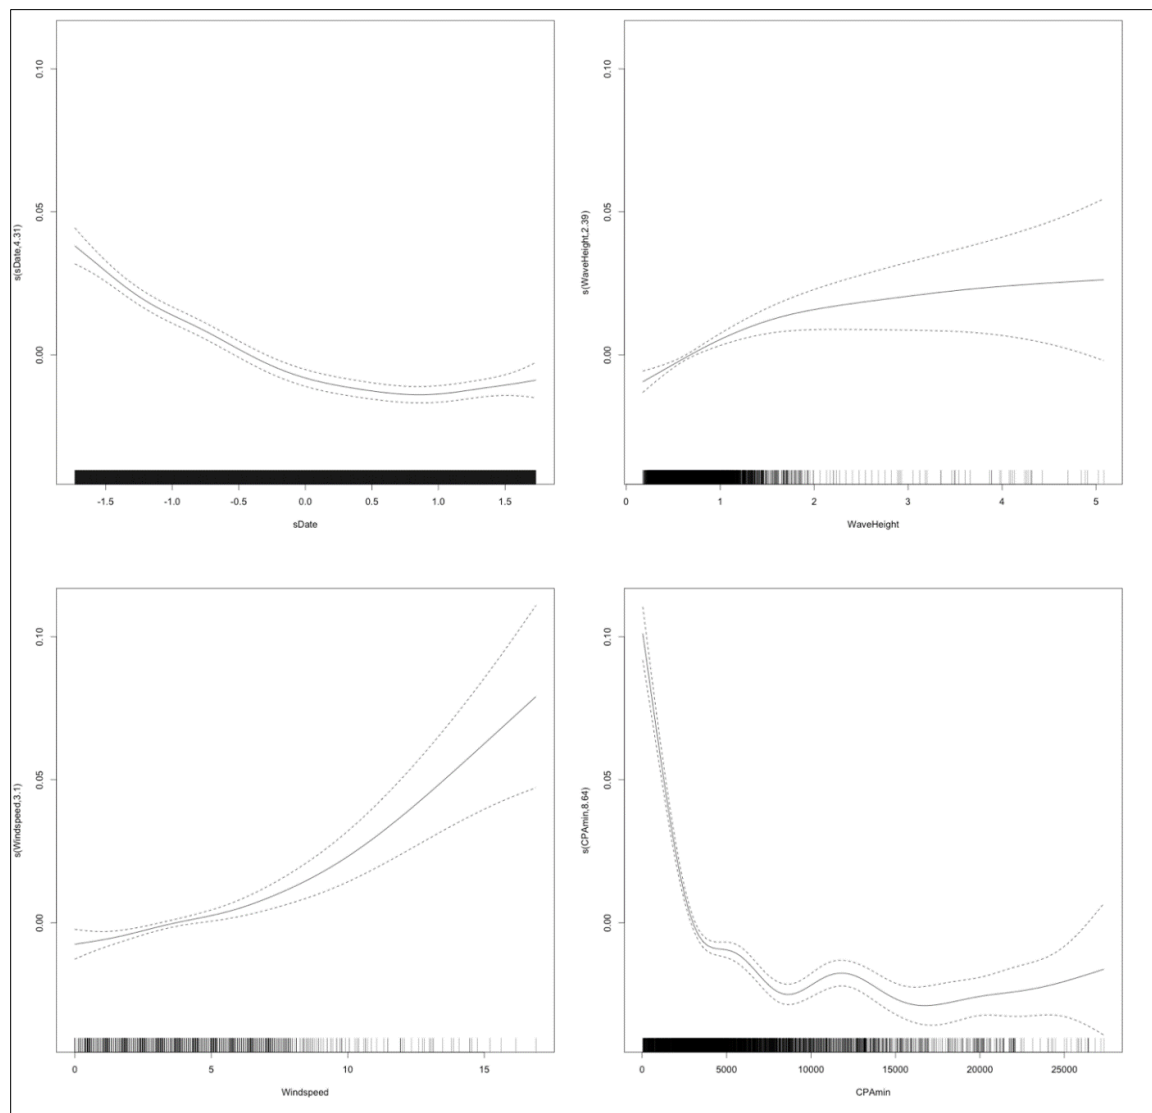 0.10
0.05
0.00
s(sDate,4.31)
-1.5 -1.0 -0.5 0.0 0.5 1.0 1.5
sDate
0.10
0.05
0.00
s(WaveHeight,2.39)
0 1 2 3 4 5
WaveHeight
0.10
0.05
0.00
s(Windspeed,3.1)
0 5 10 15
Windspeed
0.10
0.05
0.00
s(CPAmin,8.64)
0 5000 10000 15000 20000 25000
CPAmin